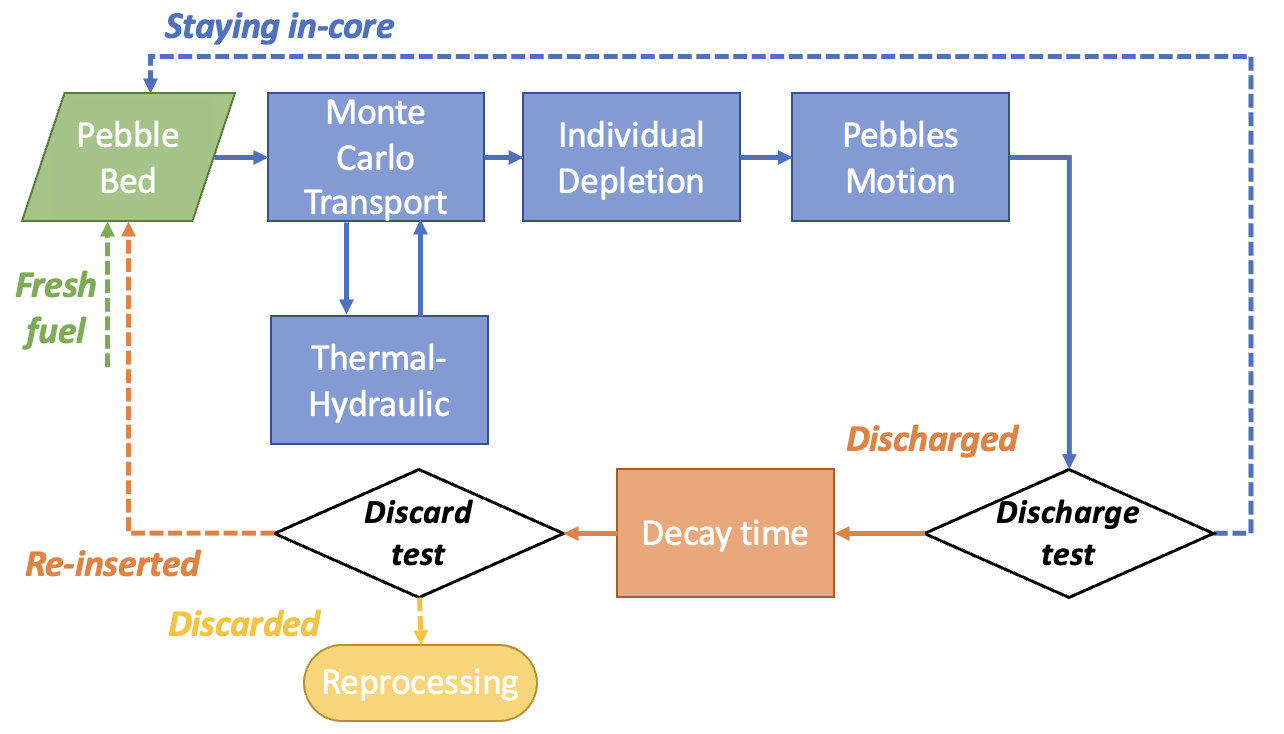 Staying in-core
Pebble
Bed
Monte
Carlo
Transport
Individual
Depletion
Pebbles
Motion
Fresh
fuel
Thermal-
Hydraulic
Discharged
Discard
test
Decay time
Discharge
test
Re-inserted
Discarded
Reprocessing